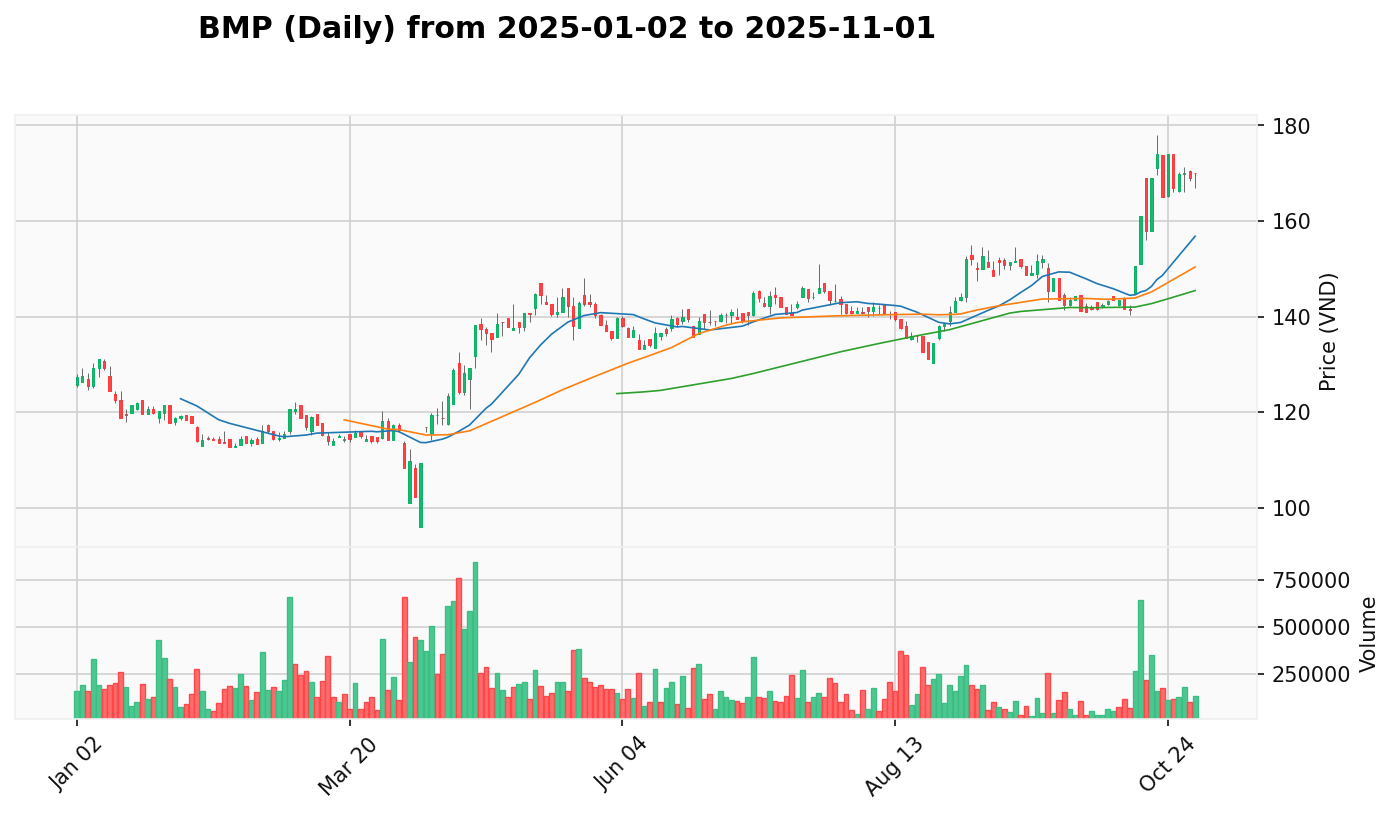 BMP (Daily) from 2025-01-02 to 2025-11-01
180
160
140
120
100
Price (VND)
750000
500000
250000
Volume
Jan 02
Mar 20
Jun 04
Aug 13
Oct 24